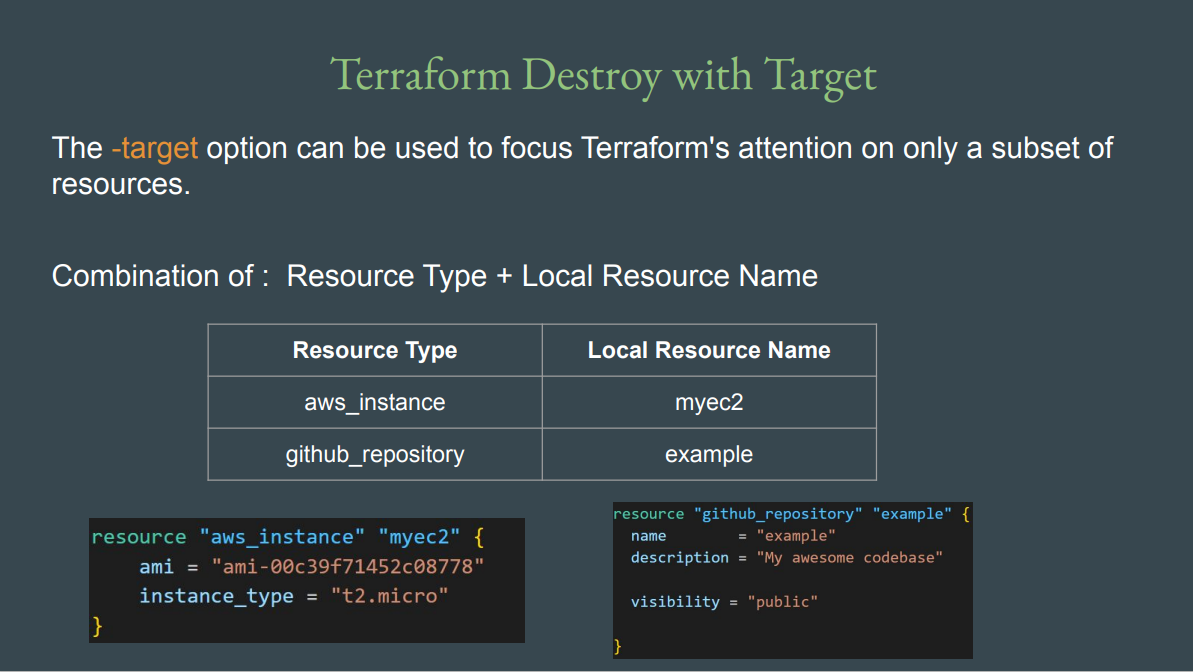 Terraform Destroy with Target
The -target option can be used to focus Terraform's attention on only a subset of
resources.
Combination of :  Resource Type + Local Resource Name
Resource Type Local Resource Name
aws_instance myec2
github_repository example
resource "aws_instance" "myec2" {
    ami = "ami-00c39f71452c08778"
    instance_type = "t2.micro"
}
resource "github_repository" "example" {
  name        = "example"
  description = "My awesome codebase"
  visibility = "public"
}